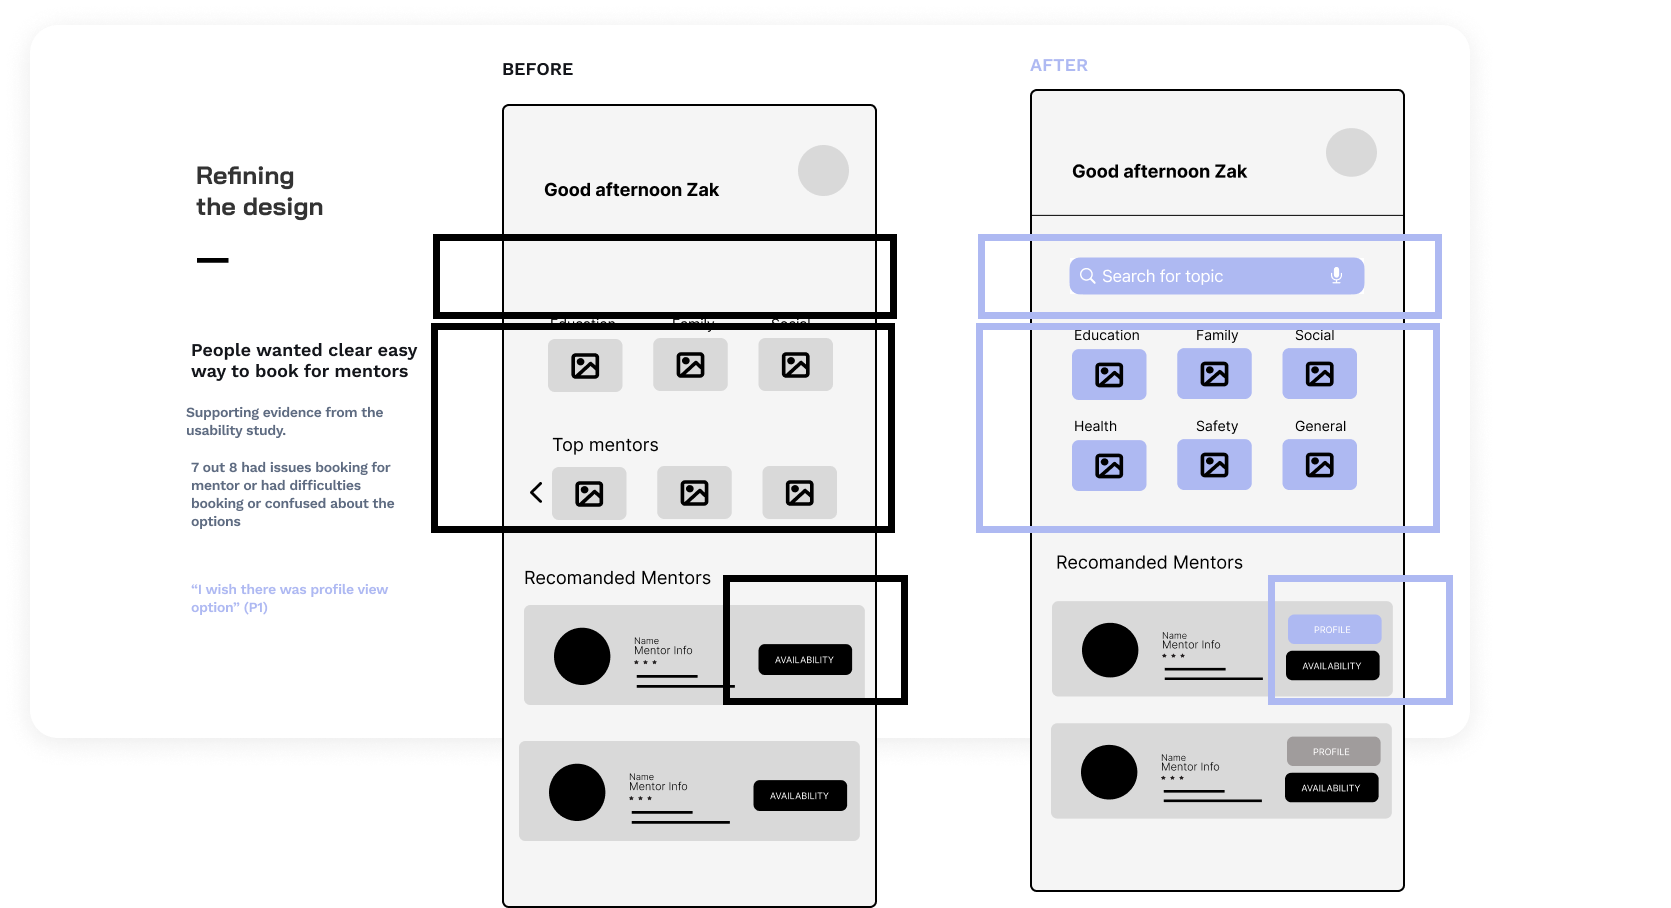 Refining
the design
People wanted clear easy
way to book for mentors
Supporting evidence from the
usability study.
7 out 8 had issues booking for
mentor or had difficulties
booking or confused about the
options
“I wish there was profile view
option” (P1)
BEFORE
Good afternoon Zak
Education Family Social
Top mentors
Recomanded Mentors
Name
Mentor Info
AVAILABILITY
Name
Mentor Info
AVAILABILITY
AFTER
Good afternoon Zak
Search for topic
Education Family Social
Health Safety General
Recomanded Mentors
Name
Mentor Info
PROFILE
AVAILABILITY
Name
Mentor Info
PROFILE
AVAILABILITY